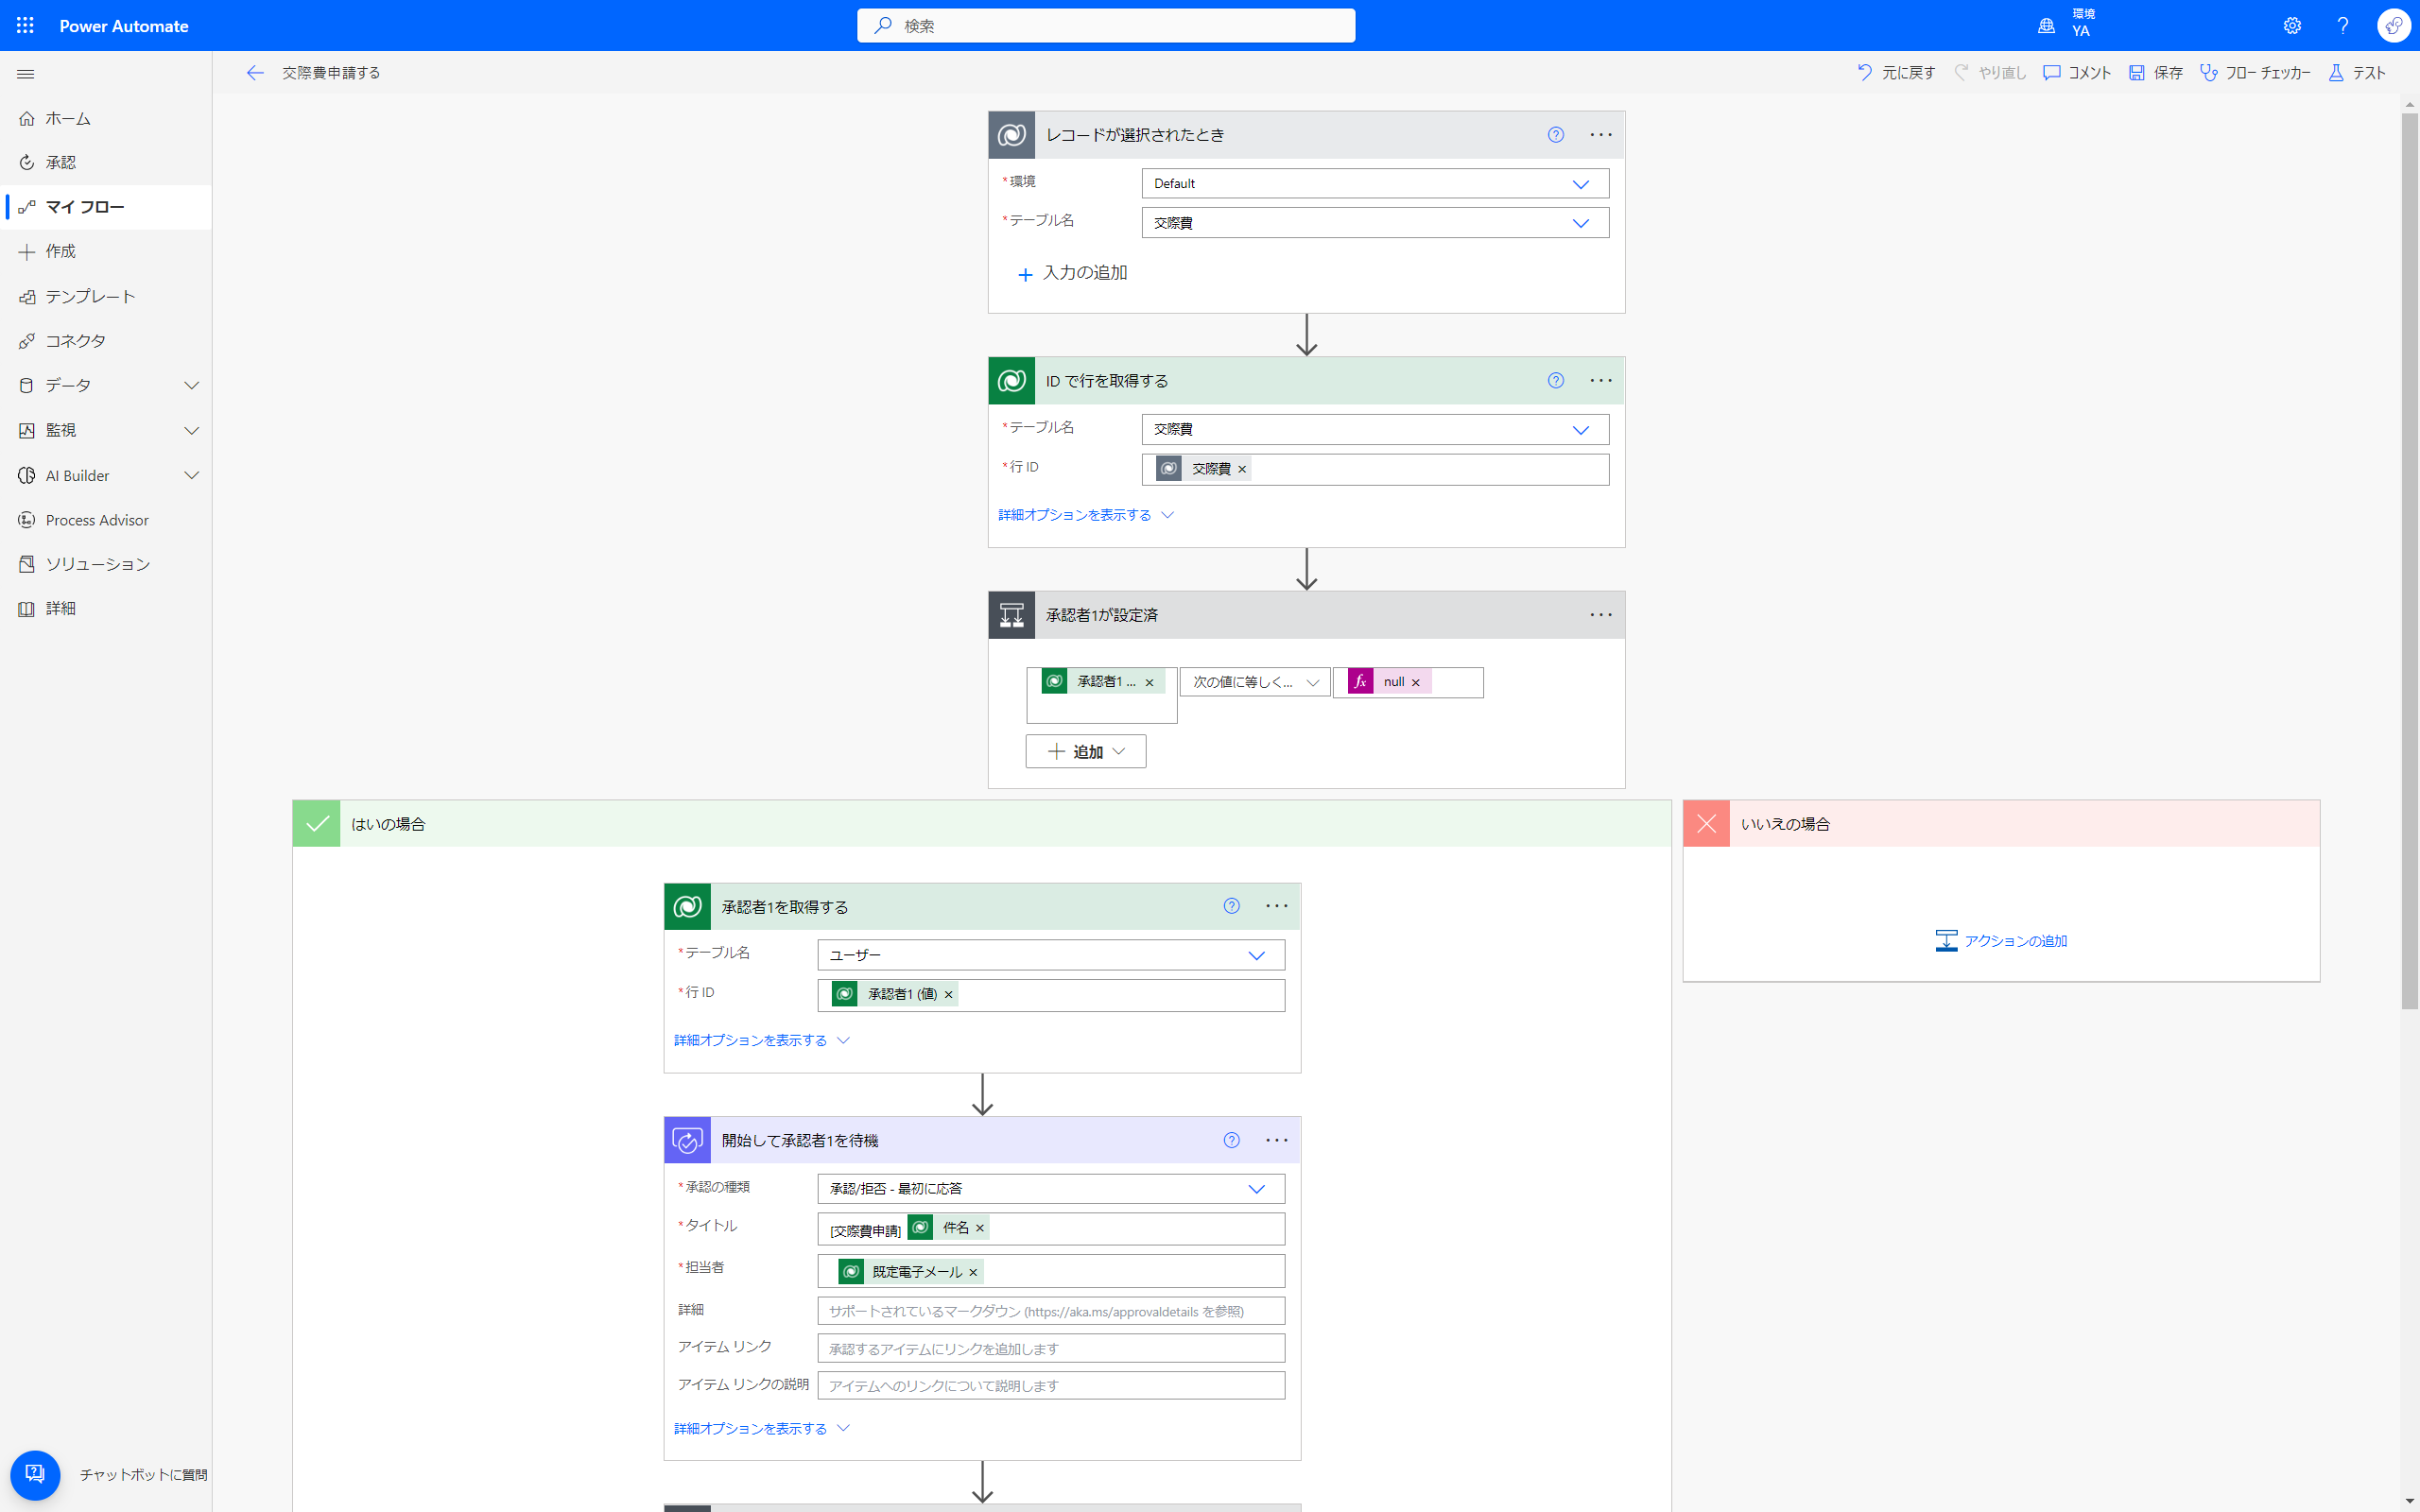 Power Automate
検索
環境
YA
交際費申請する
元に戻す
やり直し
コメント
保存
フロー チェッカー
テスト
ホーム
承認
マイ フロー
作成
テンプレート
コネクタ
データ
監視
AI Builder
Process Advisor
ソリューション
詳細
チャットボットに質問
レコードが選択されたとき
*環境
Default
*テーブル名
交際費
入力の追加
ID で行を取得する
*テーブル名
交際費
*行 ID
交際費
詳細オプションを表示する
承認者1が設定済
承認者1 ...
次の値に等しく...
fx null
追加
はいの場合
いいえの場合
アクションの追加
承認者1を取得する
*テーブル名
ユーザー
*行 ID
承認者1 (値)
詳細オプションを表示する
開始して承認者1を待機
*承認の種類
承認/拒否 - 最初に応答
*タイトル
[交際費申請] 件名
*担当者
既定電子メール
詳細
サポートされているマークダウン (https://aka.ms/approvaldetails を参照)
アイテム リンク
承認するアイテムにリンクを追加します
アイテム リンクの説明
アイテムへのリンクについて説明します
詳細オプションを表示する